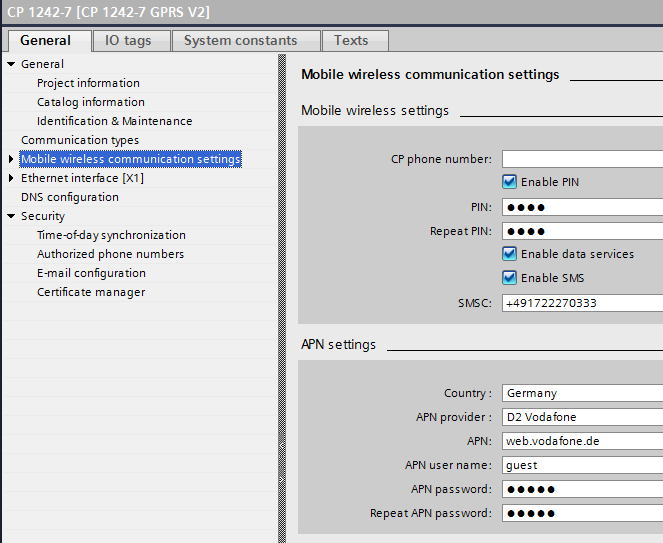 CP 1242-7 [CP 1242-7 GPRS V2]
General
IO tags
System constants
Texts
General
Project information
Catalog information
Identification & Maintenance
Communication types
Mobile wireless communication settings
Ethernet interface [X1]
DNS configuration
Security
Time-of-day synchronization
Authorized phone numbers
E-mail configuration
Certificate manager
Mobile wireless communication settings
Mobile wireless settings
CP phone number:
Enable PIN
PIN: ●●●●
Repeat PIN: ●●●●
Enable data services
Enable SMS
SMSC: +491722270333
APN settings
Country : Germany
APN provider : D2 Vodafone
APN: web.vodafone.de
APN user name: guest
APN password: ●●●●●
Repeat APN password: ●●●●●